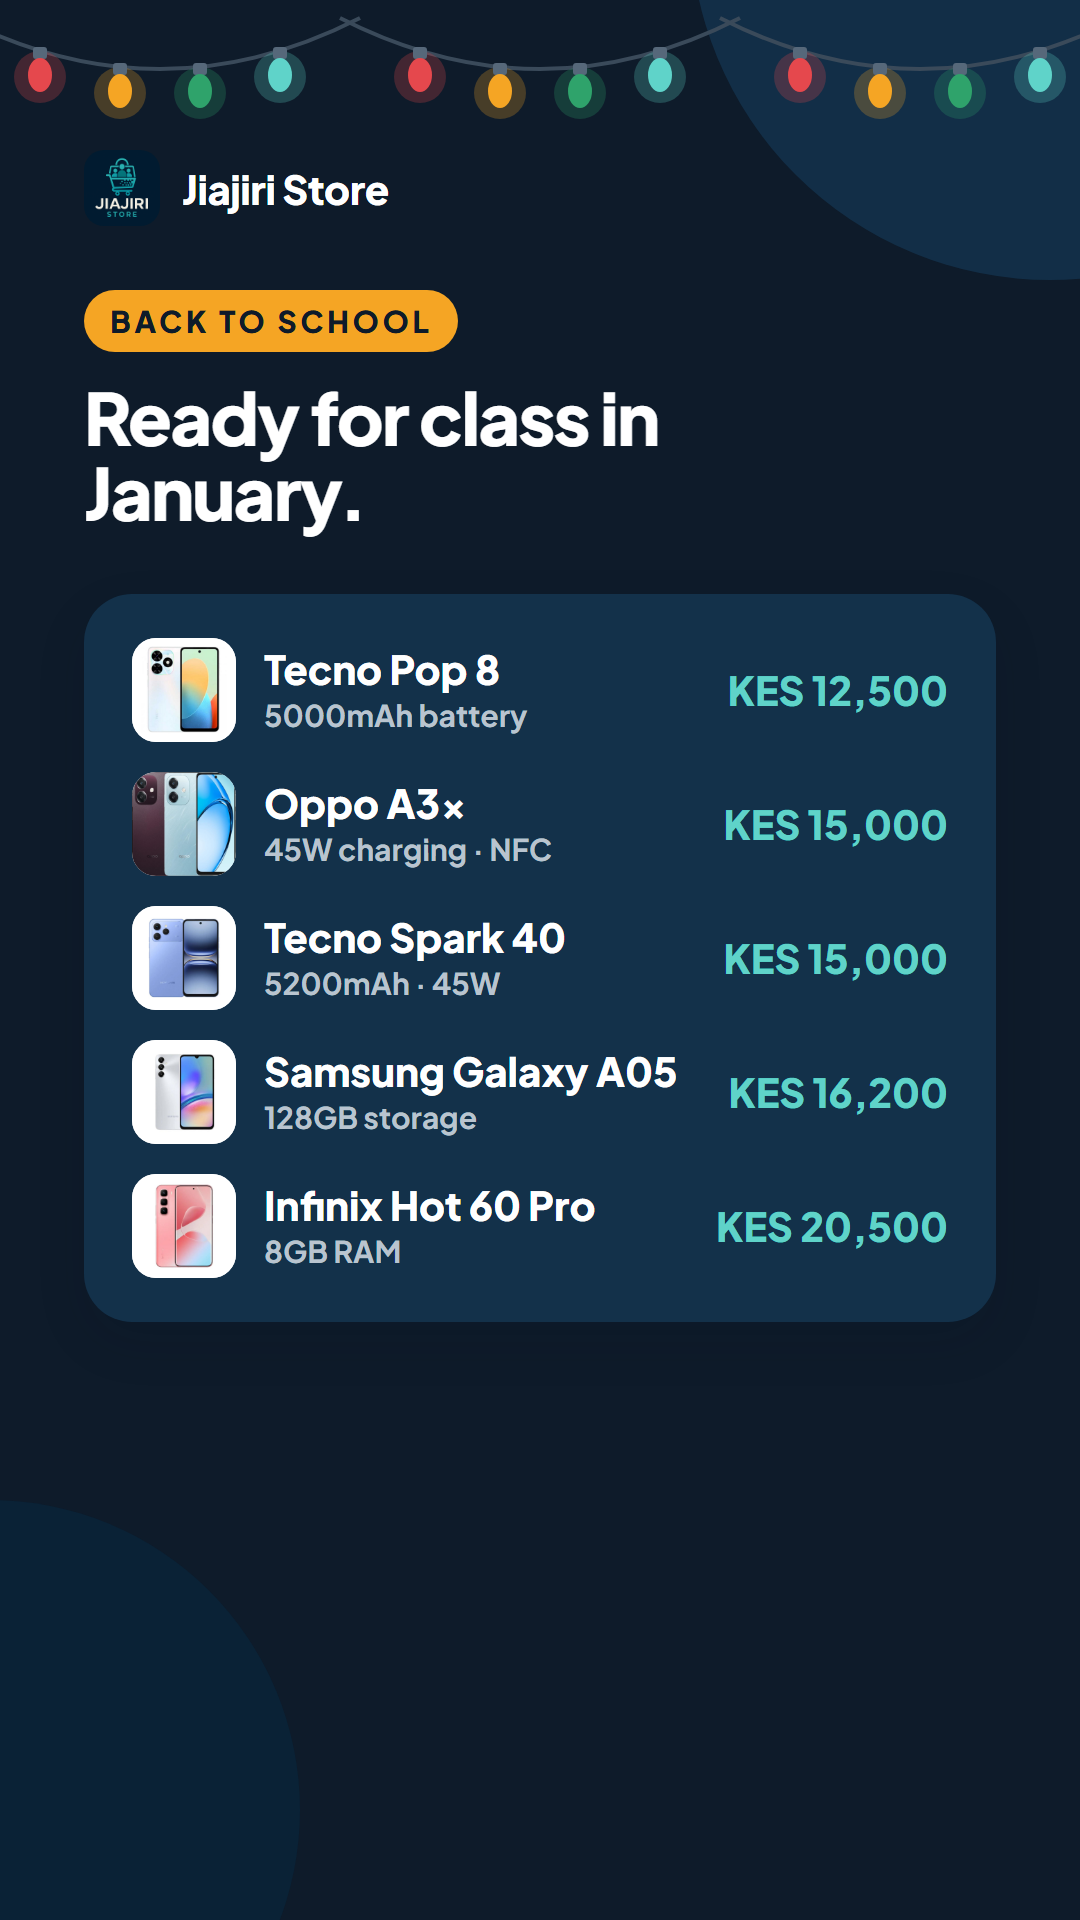 JIAJIRI
STORE
Jiajiri Store
BACK TO SCHOOL
Ready for class in
January.
Tecno Pop 8
5000mAh battery
KES 12,500
Oppo A3×
45W charging · NFC
KES 15,000
Tecno Spark 40
5200mAh · 45W
KES 15,000
Samsung Galaxy A05
128GB storage
KES 16,200
Infinix Hot 60 Pro
8GB RAM
KES 20,500